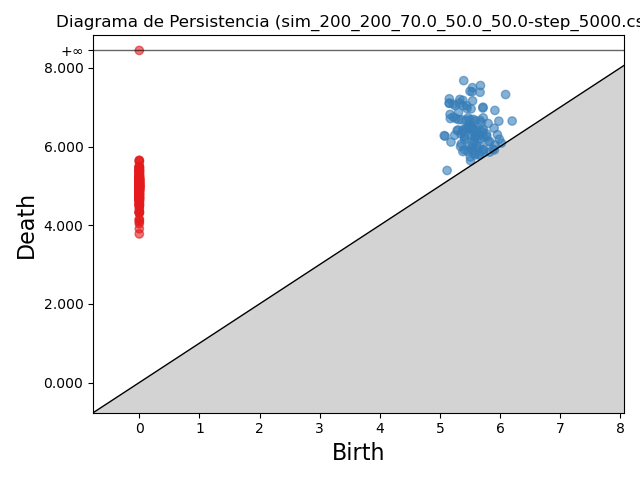 Diagrama de Persistencia (sim_200_200_70.0_50.0_50.0-step_5000.cs
+∞
8.000
6.000
4.000
2.000
0.000
Death
0 1 2 3 4 5 6 7 8
Birth